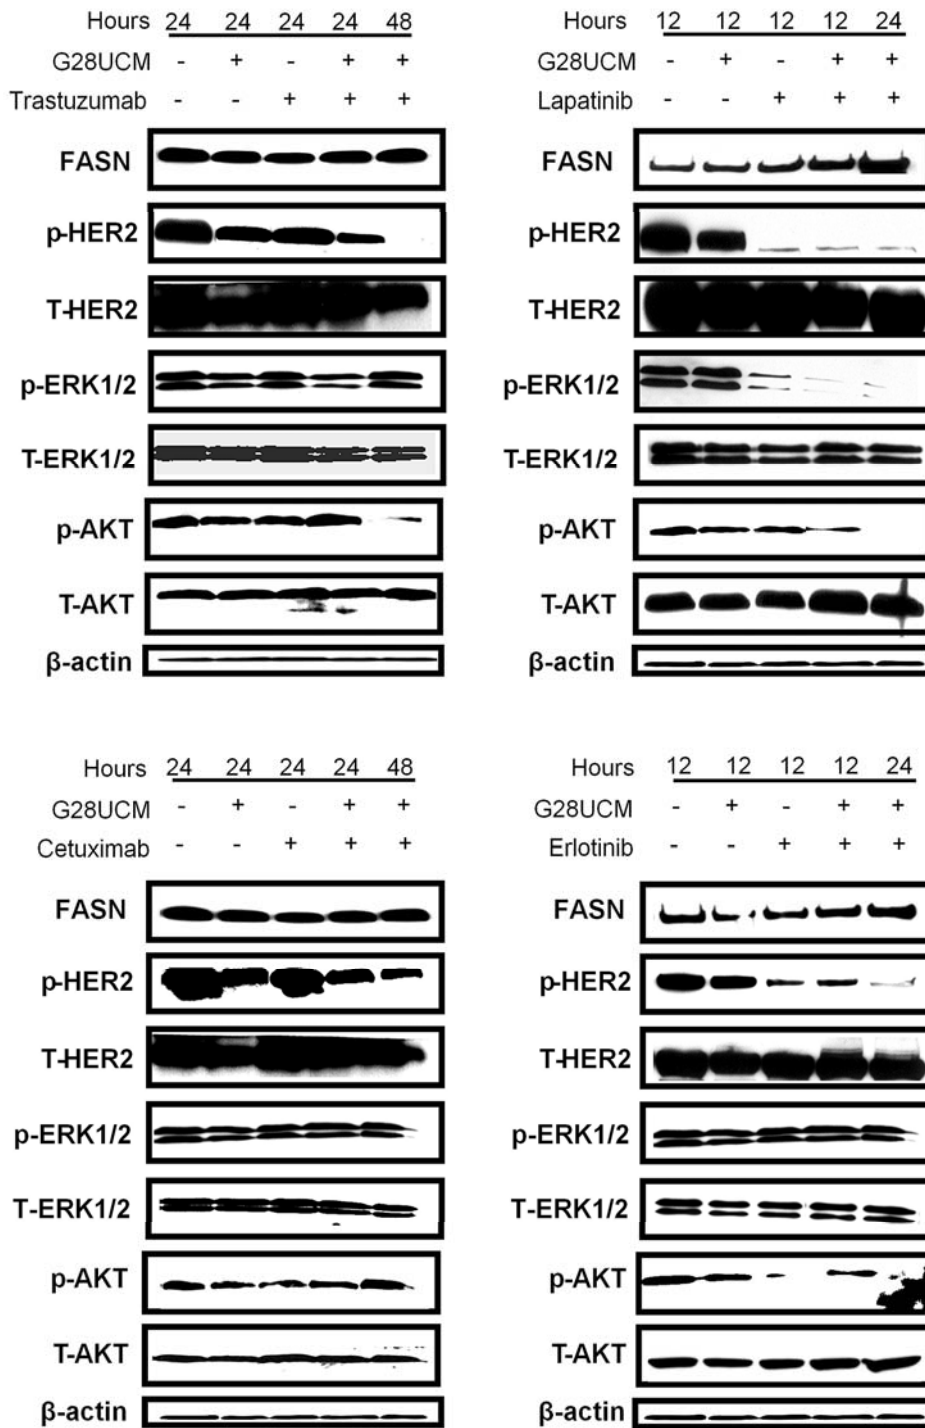 Hours 24 24 24 24 48
G28UCM - + - + +
Trastuzumab - - + + +
FASN
p-HER2
T-HER2
p-ERK1/2
T-ERK1/2
p-AKT
T-AKT
β-actin
Hours 12 12 12 12 24
G28UCM - + - + +
Lapatinib - - + + +
FASN
p-HER2
T-HER2
p-ERK1/2
T-ERK1/2
p-AKT
T-AKT
β-actin
Hours 24 24 24 24 48
G28UCM - + - + +
Cetuximab - - + + +
FASN
p-HER2
T-HER2
p-ERK1/2
T-ERK1/2
p-AKT
T-AKT
β-actin
Hours 12 12 12 12 24
G28UCM - + - + +
Erlotinib - - + + +
FASN
p-HER2
T-HER2
p-ERK1/2
T-ERK1/2
p-AKT
T-AKT
β-actin